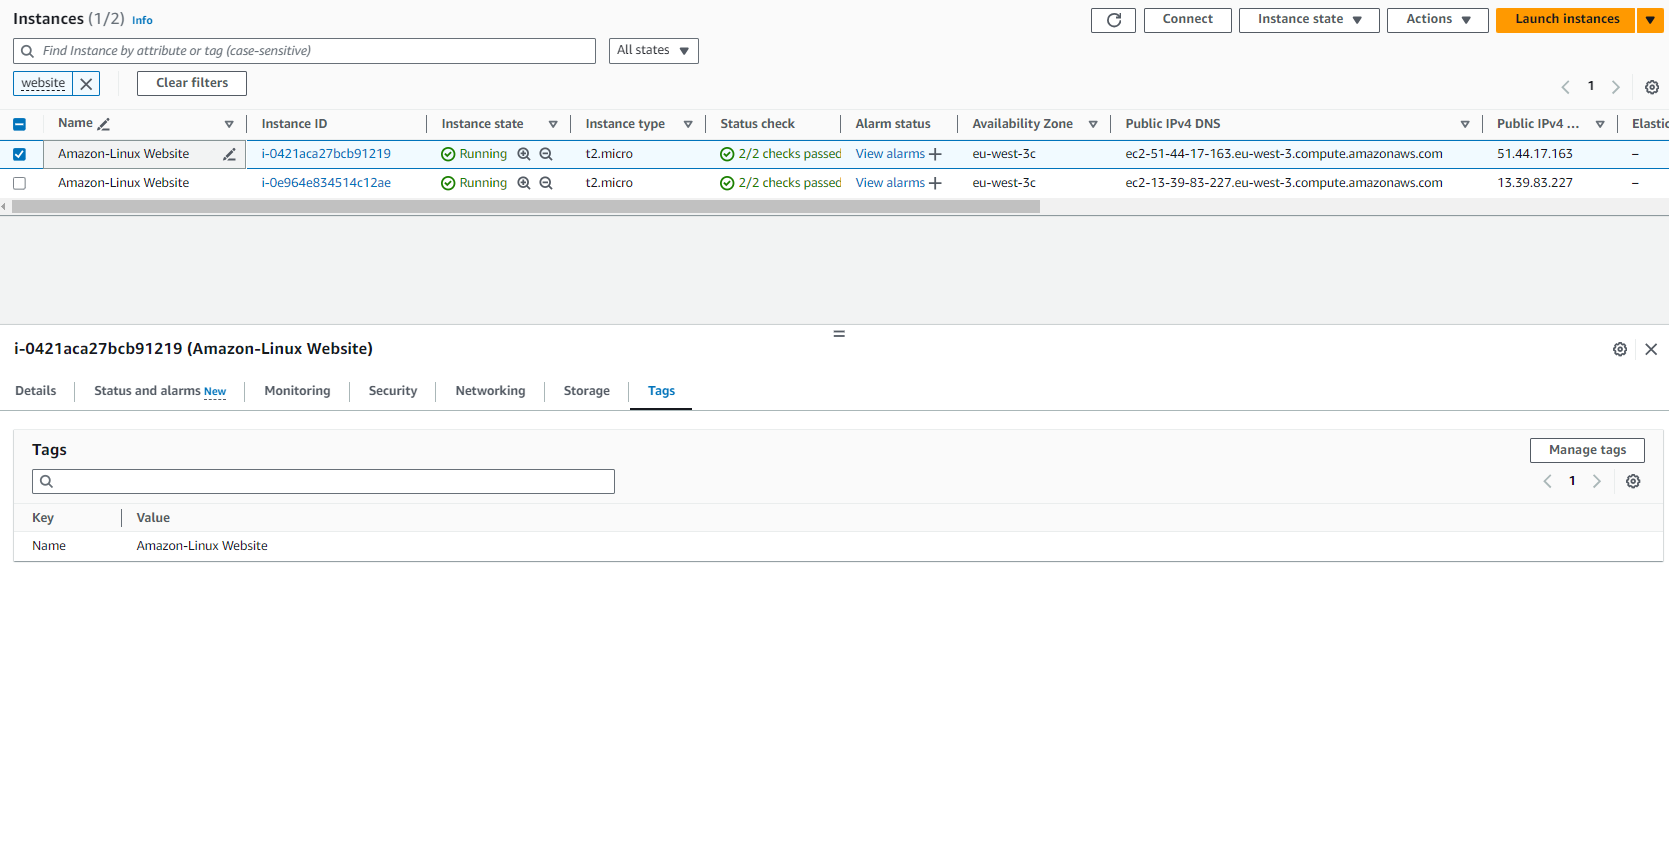 Instances (1/2) Info
Connect
Instance state
Actions
Launch instances
Find Instance by attribute or tag (case-sensitive)
All states
website
Clear filters
1
Name Instance ID Instance state Instance type Status check Alarm status Availability Zone Public IPv4 DNS Public IPv4 ... Elastic
Amazon-Linux Website i-0421aca27bcb91219 Running t2.micro 2/2 checks passed View alarms + eu-west-3c ec2-51-44-17-163.eu-west-3.compute.amazonaws.com 51.44.17.163 –
Amazon-Linux Website i-0e964e834514c12ae Running t2.micro 2/2 checks passed View alarms + eu-west-3c ec2-13-39-83-227.eu-west-3.compute.amazonaws.com 13.39.83.227 –
i-0421aca27bcb91219 (Amazon-Linux Website)
Details Status and alarms New Monitoring Security Networking Storage Tags
Tags
Manage tags
1
Key Value
Name Amazon-Linux Website